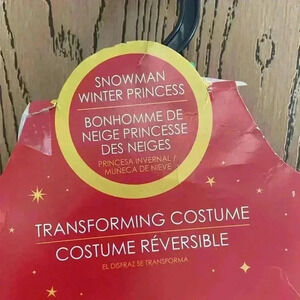 SNOWMAN
WINTER PRINCESS
BONHOMME DE
NEIGE PRINCESSE
DES NEIGES
PRINCESA INVERNAL /
MUÑECA DE NIEVE
TRANSFORMING COSTUME
COSTUME RÉVERSIBLE
EL DISFRAZ SE TRANSFORMA